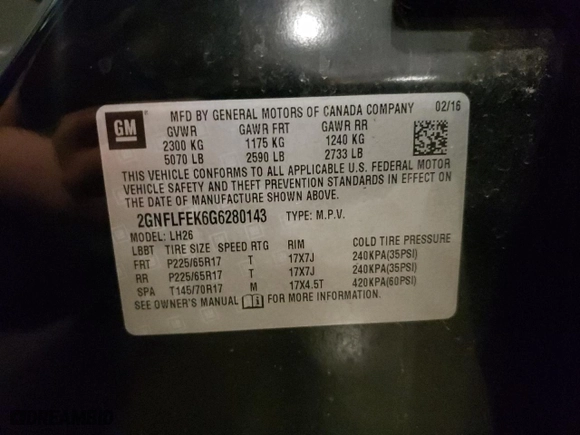 GM
MFD BY GENERAL MOTORS OF CANADA COMPANY 02/16
GVWR GAWR FRT GAWR RR
2300 KG 1175 KG 1240 KG
5070 LB 2590 LB 2733 LB
THIS VEHICLE CONFORMS TO ALL APPLICABLE U.S. FEDERAL MOTOR
VEHICLE SAFETY AND THEFT PREVENTION STANDARDS IN EFFECT ON
THE DATE OF MANUFACTURE SHOWN ABOVE.
2GNFLFEK6G6280143 TYPE: M.P.V.
MODEL: LH26
LBBT TIRE SIZE SPEED RTG RIM COLD TIRE PRESSURE
FRT P225/65R17 T 17X7J 240KPA(35PSI)
RR P225/65R17 T 17X7J 240KPA(35PSI)
SPA T145/70R17 M 17X4.5T 420KPA(60PSI)
SEE OWNER'S MANUAL FOR MORE INFORMATION.